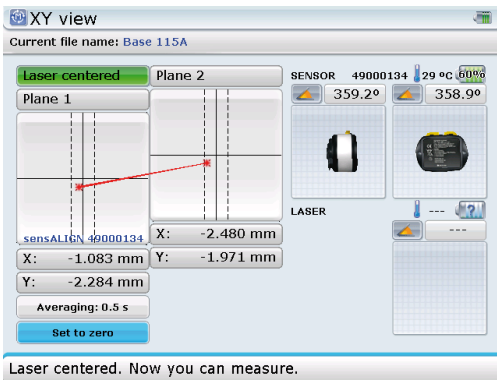 XY view
Current file name: Base 115A
Laser centered
Plane 2
Plane 1
sensALIGN 49000134
X: -1.083 mm
Y: -2.284 mm
X: -2.480 mm
Y: -1.971 mm
Averaging: 0.5 s
Set to zero
SENSOR 49000134 29 ºC 60%
359.2º
358.9º
LASER --- ?
---
Laser centered. Now you can measure.